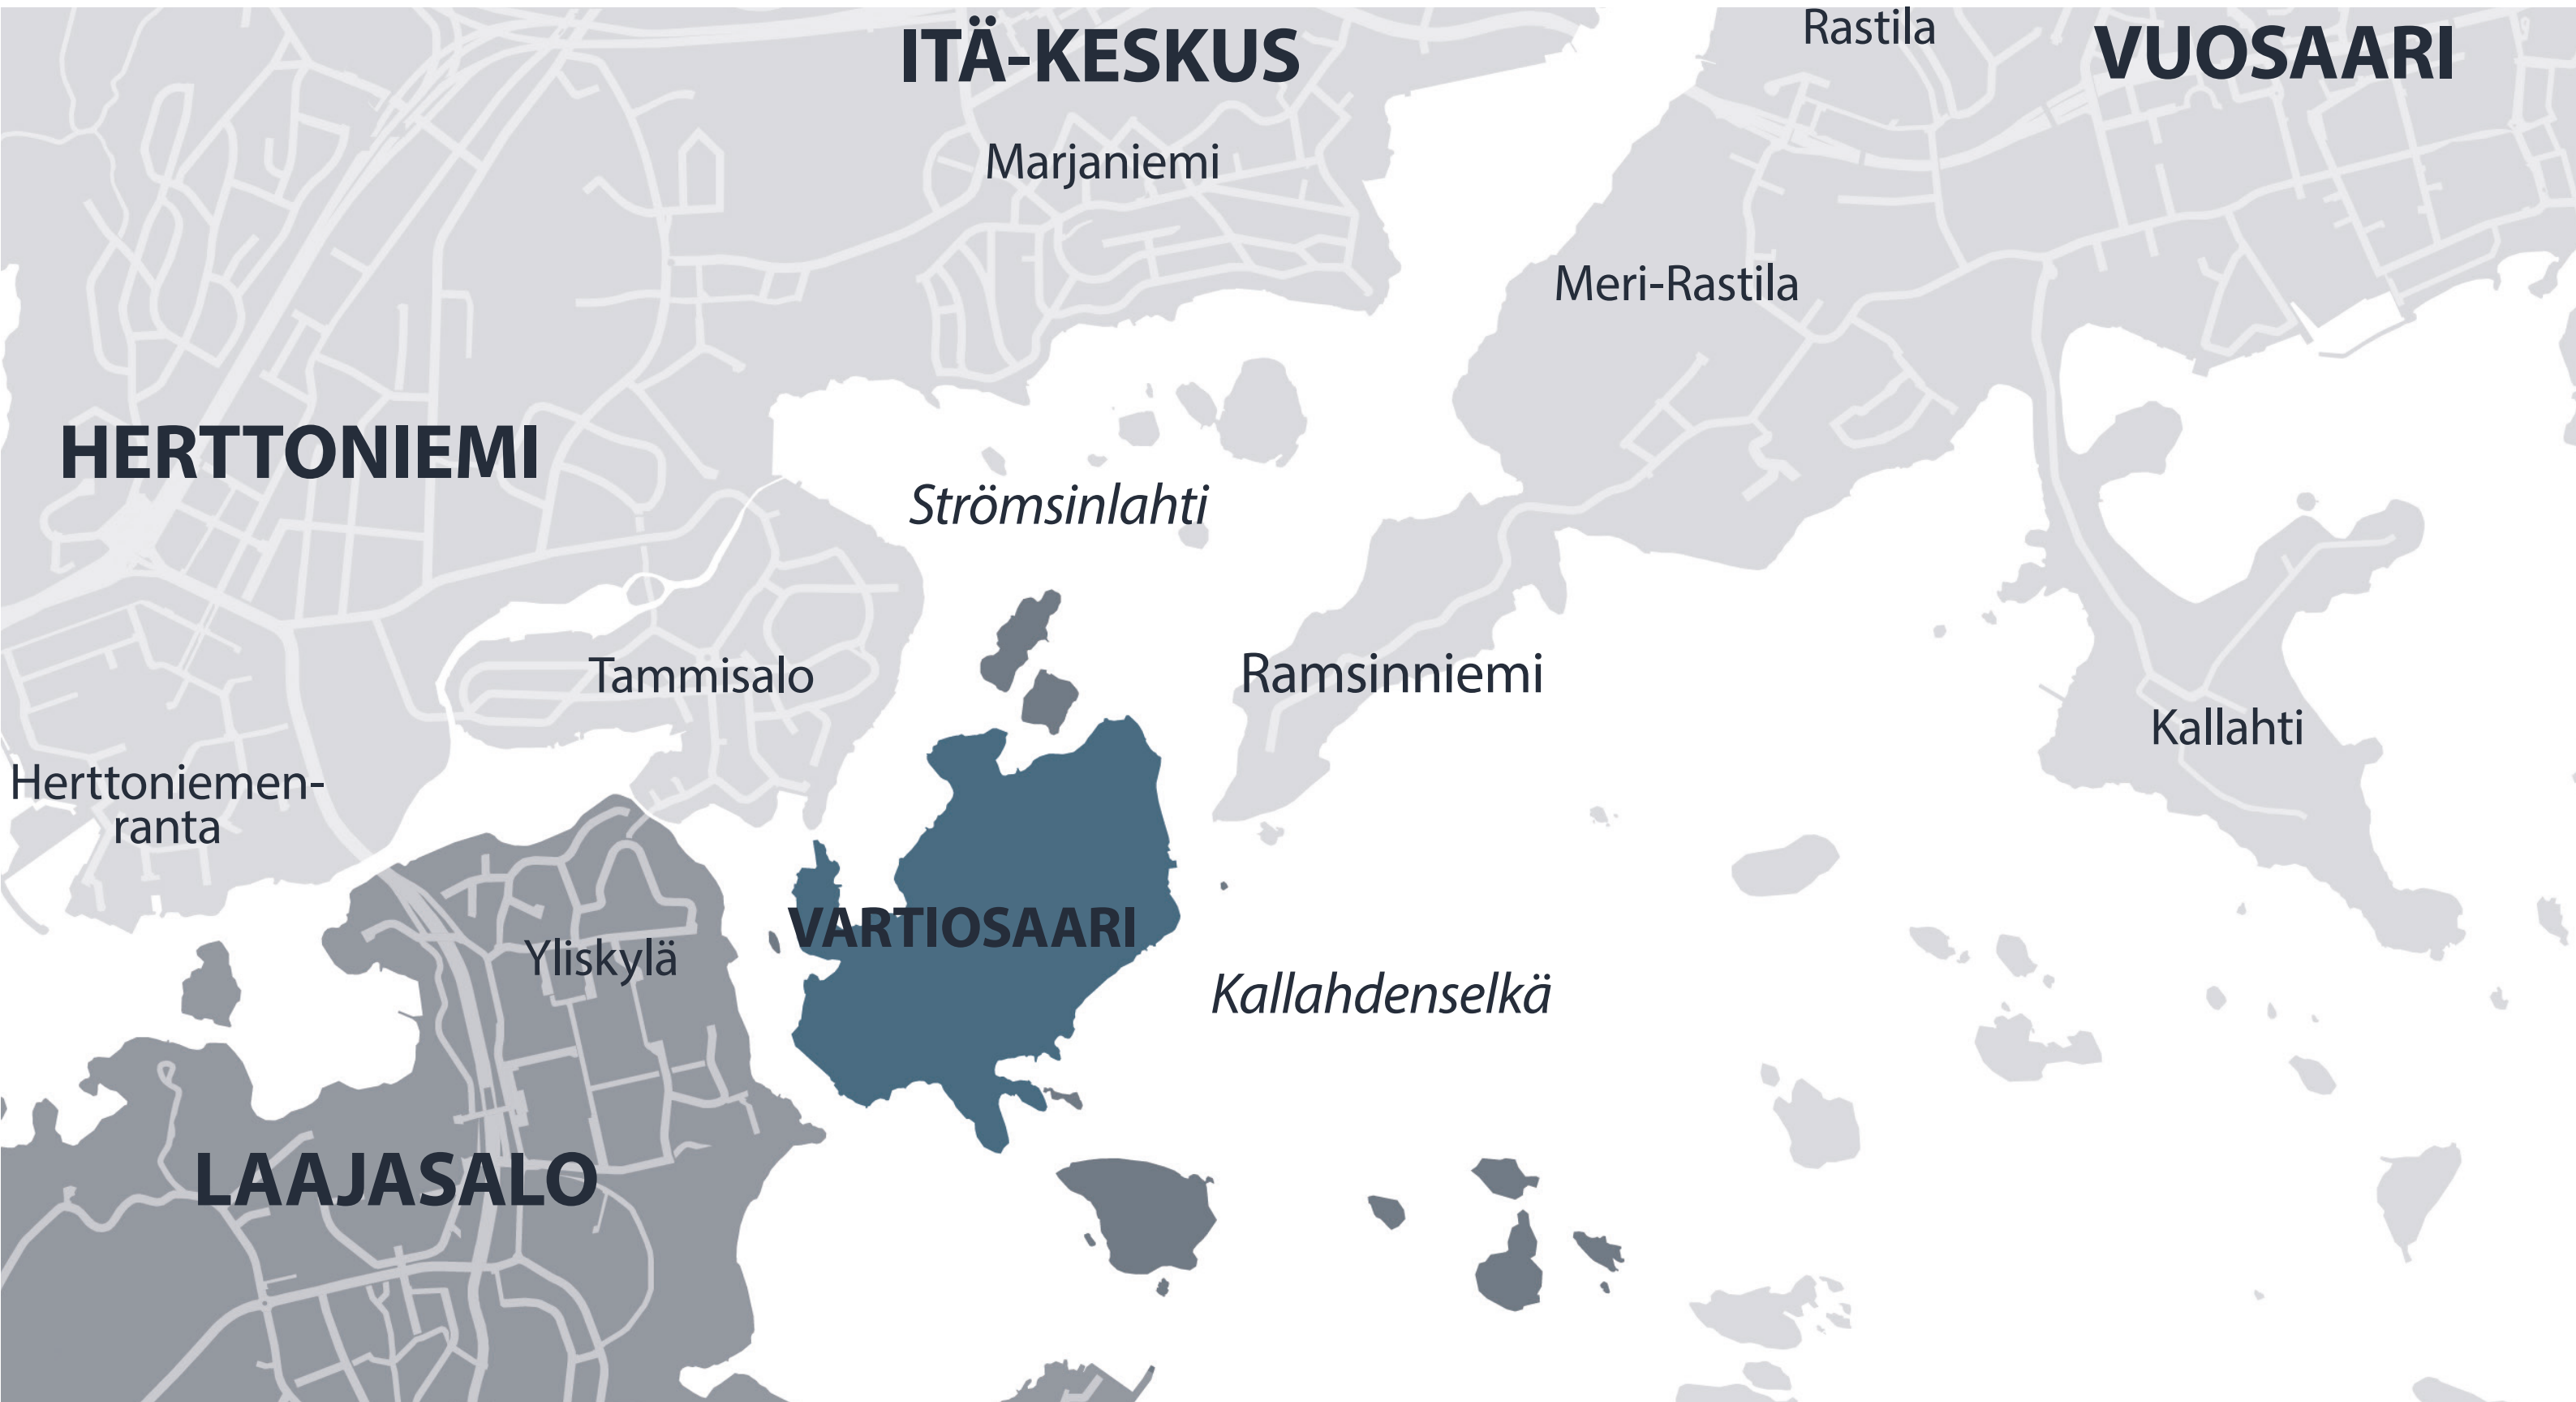 Rastila
ITÄ-KESKUS
VUOSAARI
Marjaniemi
Meri-Rastila
HERTTONIEMI
Strömsinlahti
Tammisalo
Ramsinniemi
Kallahti
Herttoniemen-
ranta
VARTIOSAARI
Yliskylä
Kallahdenselkä
LAAJASALO